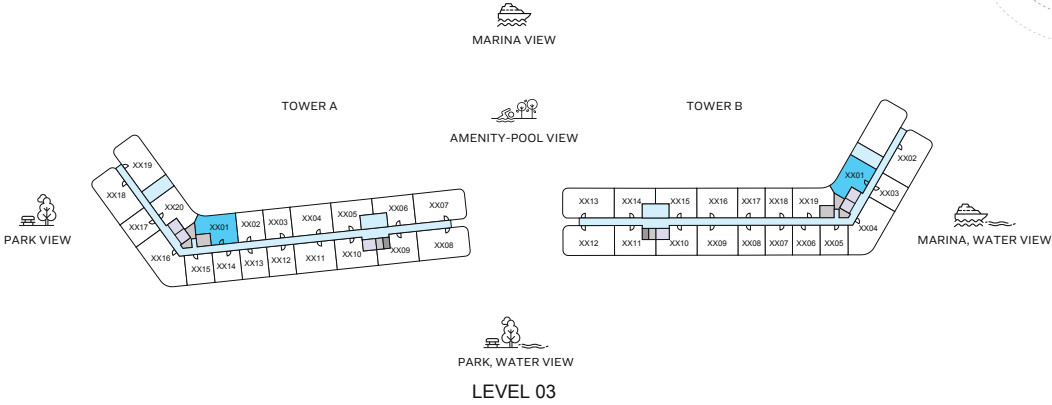 MARINA VIEW
TOWER A
TOWER B
AMENITY-POOL VIEW
XX19
XX18
XX20
XX17
XX16
XX01
XX02
XX03
XX04
XX05
XX06
XX07
XX15
XX14
XX13
XX12
XX11
XX10
XX09
XX08
XX02
XX01
XX03
XX13
XX14
XX15
XX16
XX17
XX18
XX19
XX04
XX12
XX11
XX10
XX09
XX08
XX07
XX06
XX05
PARK VIEW
MARINA, WATER VIEW
PARK, WATER VIEW
LEVEL 03